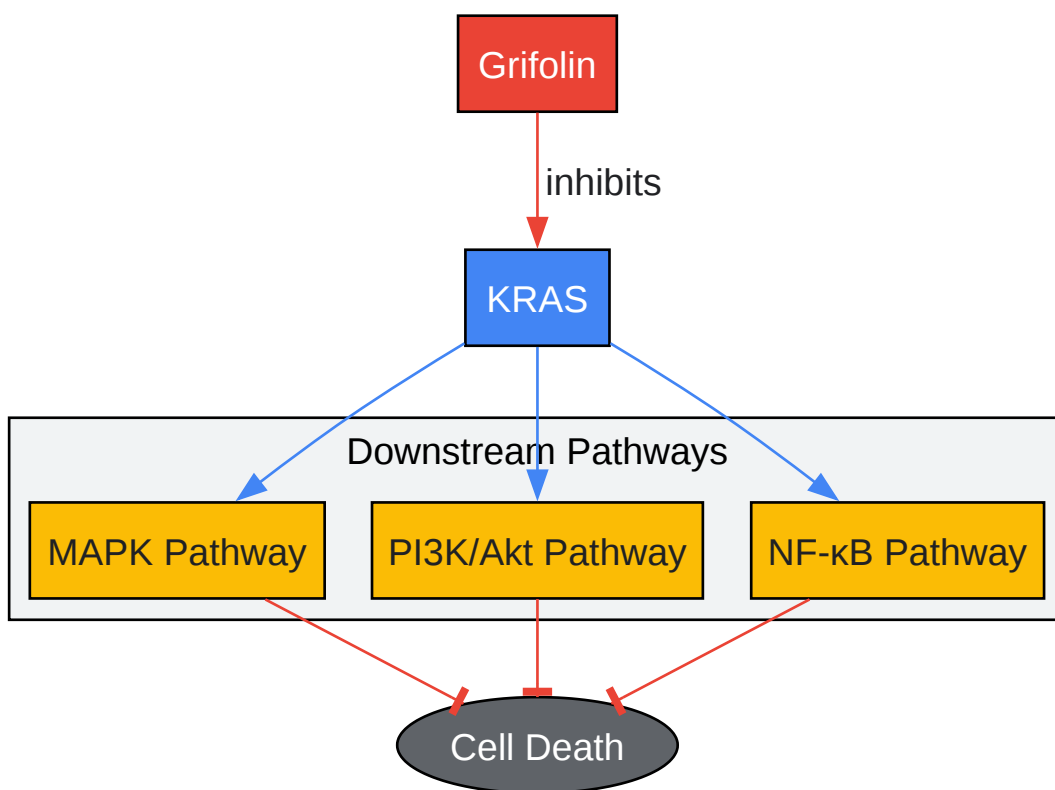 Grifolin
inhibits
KRAS
Downstream Pathways
MAPK Pathway
PI3K/Akt Pathway
NF-κB Pathway
Cell Death